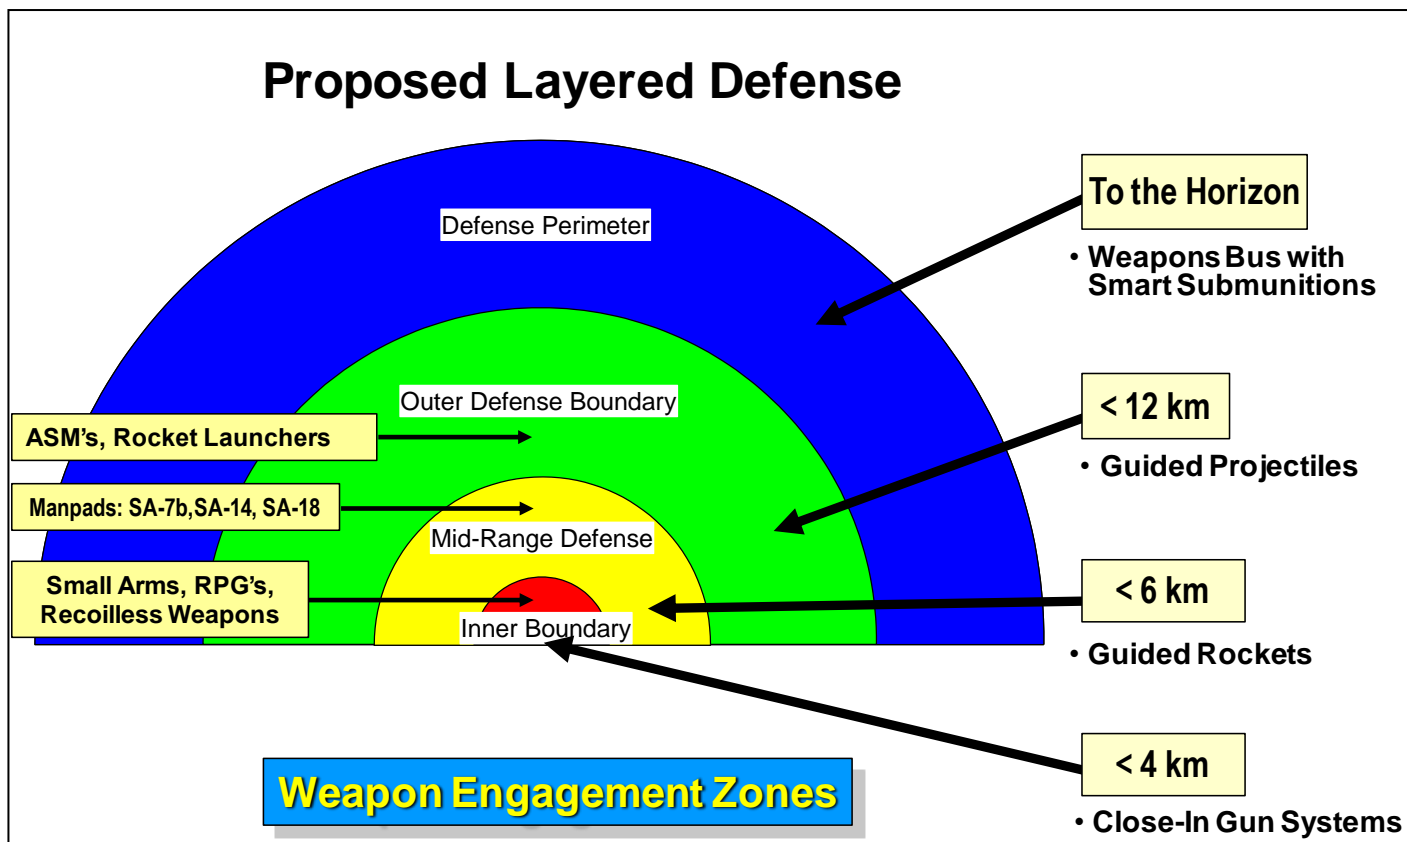 Proposed Layered Defense
Defense Perimeter
To the Horizon
• Weapons Bus with
Smart Submunitions
Outer Defense Boundary
< 12 km
• Guided Projectiles
ASM’s, Rocket Launchers
Manpads: SA-7b,SA-14, SA-18
Mid-Range Defense
Small Arms, RPG’s,
Recoilless Weapons
Inner Boundary
< 6 km
• Guided Rockets
< 4 km
• Close-In Gun Systems
Weapon Engagement Zones